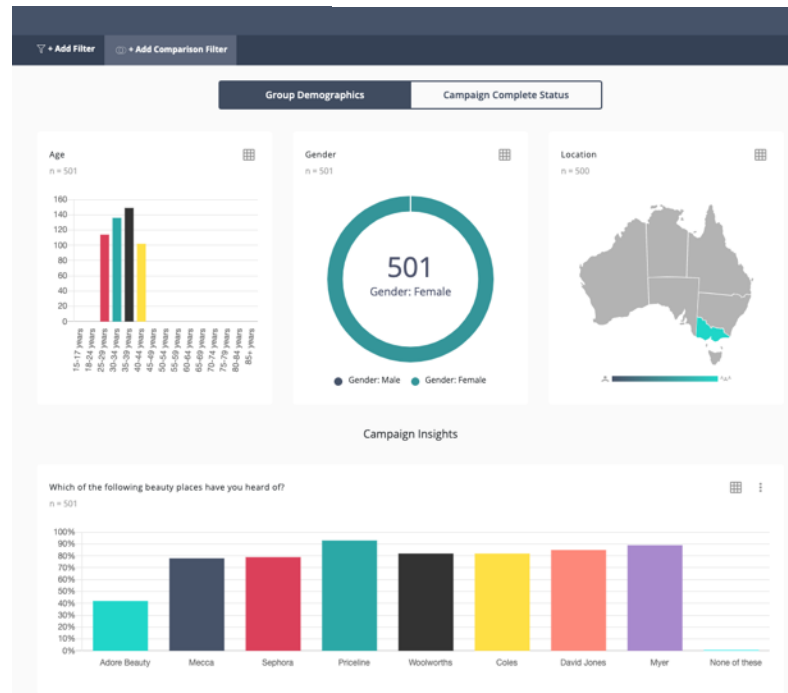 + Add Filter
+ Add Comparison Filter
Group Demographics
Campaign Complete Status
Age
n = 501
160
140
120
100
80
60
40
20
0
15-17 years
18-24 years
25-29 years
30-34 years
35-39 years
40-44 years
45-49 years
50-54 years
55-59 years
60-64 years
65-69 years
70-74 years
75-79 years
80-84 years
85+ years
Gender
n = 501
501
Gender: Female
Gender: Male
Gender: Female
Location
n = 500
Campaign Insights
Which of the following beauty places have you heard of?
n = 501
100%
90%
80%
70%
60%
50%
40%
30%
20%
10%
0%
Adore Beauty
Mecca
Sephora
Priceline
Woolworths
Coles
David Jones
Myer
None of these